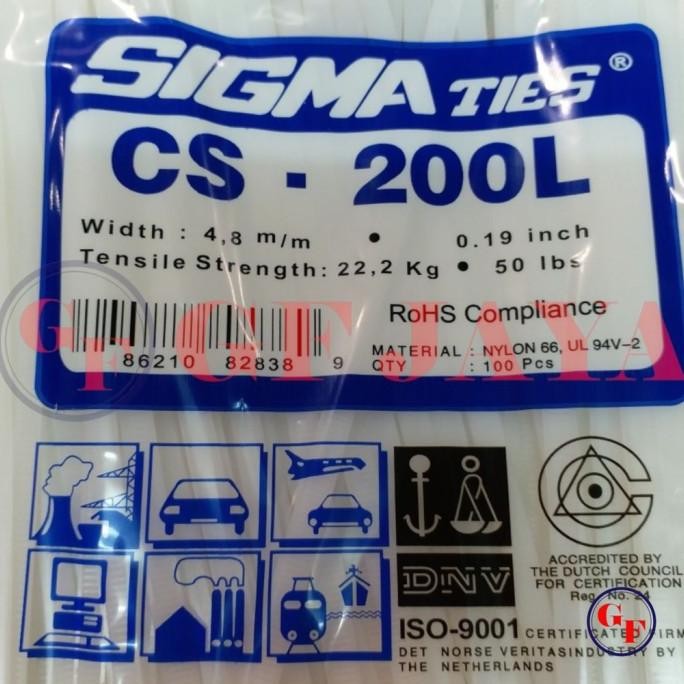 SIGMA TIES®
CS - 200L
Width : 4,8 m/m • 0.19 inch
Tensile Strength: 22,2 Kg • 50 lbs
RoHS Compliance
86210 82838 9
MATERIAL : NYLON 66, UL 94V-2
QTY : 100 Pcs
GF GF JAYA
DNV
ACCREDITED BY
THE DUTCH COUNCIL
FOR CERTIFICATION
Reg. No. 24
GF
ISO-9001 CERTIFICATED FIRM
DET NORSE VERITASINDUSTRY BY
THE NETHERLANDS